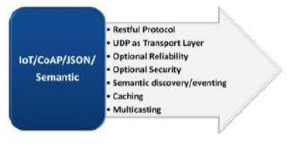 IoT/CoAP/JSON/
Semantic
• Restful Protocol
• UDP as Transport Layer
• Optional Reliability
• Optional Security
• Semantic discovery/eventing
• Caching
• Multicasting